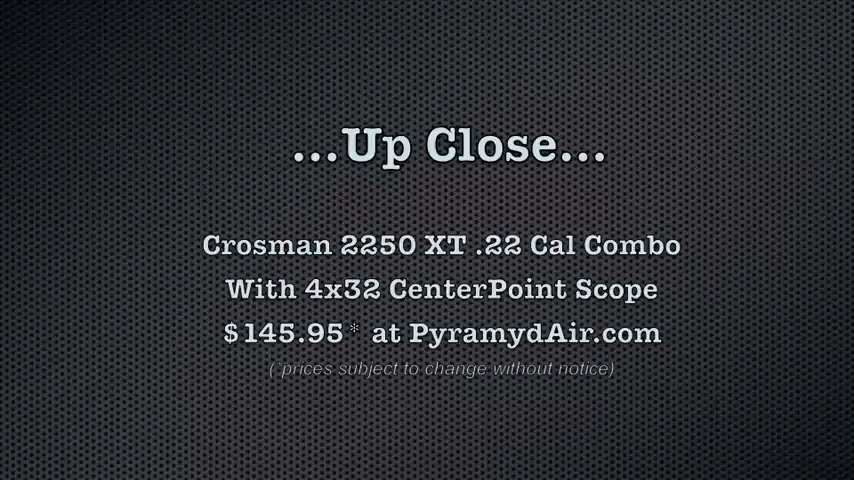 ...Up Close...
Crosman 2250 XT .22 Cal Combo
With 4x32 CenterPoint Scope
$145.95* at PyramydAir.com
(*prices subject to change without notice)